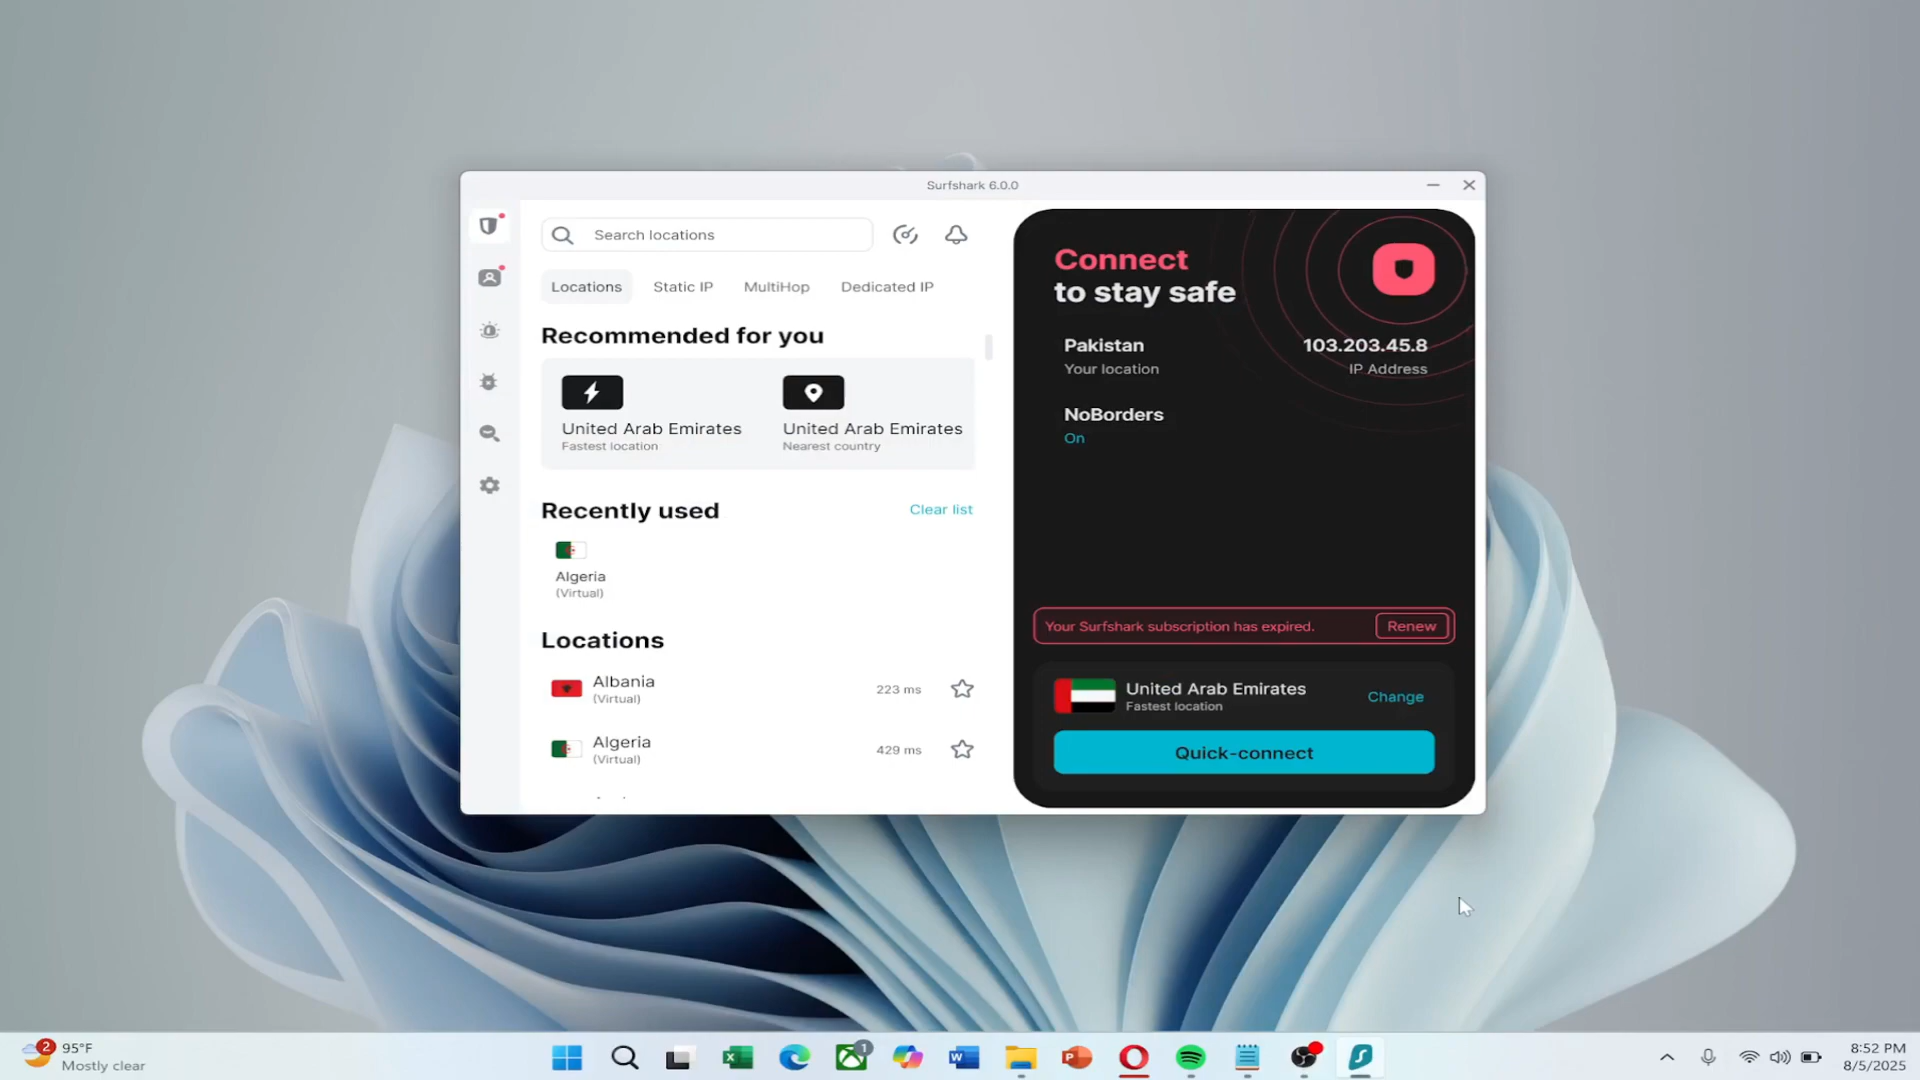 Surfshark 6.0.0
Search locations
Locations
Static IP
MultiHop
Dedicated IP
Recommended for you
United Arab Emirates
Fastest location
United Arab Emirates
Nearest country
Recently used
Clear list
Algeria
(Virtual)
Locations
Albania
(Virtual)
223 ms
Algeria
(Virtual)
429 ms
Connect
to stay safe
Pakistan
103.203.45.8
Your location
IP Address
NoBorders
On
Your Surfshark subscription has expired.
Renew
United Arab Emirates
Fastest location
Change
Quick-connect
2
95°F
Mostly clear
1
8:52 PM
8/5/2025